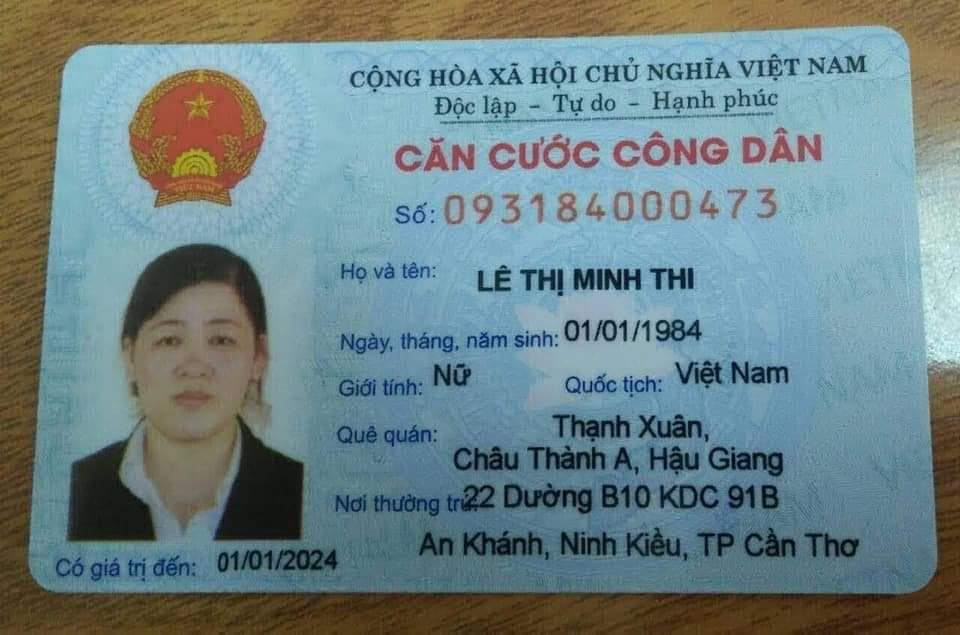 CỘNG HÒA XÃ HỘI CHỦ NGHĨA VIỆT NAM
Độc lập - Tự do - Hạnh phúc
CĂN CƯỚC CÔNG DÂN
Số: 093184000473
Họ và tên: LÊ THỊ MINH THI
Ngày, tháng, năm sinh: 01/01/1984
Giới tính: Nữ Quốc tịch: Việt Nam
Quê quán: Thạnh Xuân,
Châu Thành A, Hậu Giang
Nơi thường trú: 22 Dường B10 KDC 91B
An Khánh, Ninh Kiều, TP Cần Thơ
Có giá trị đến: 01/01/2024
VIỆT NAM